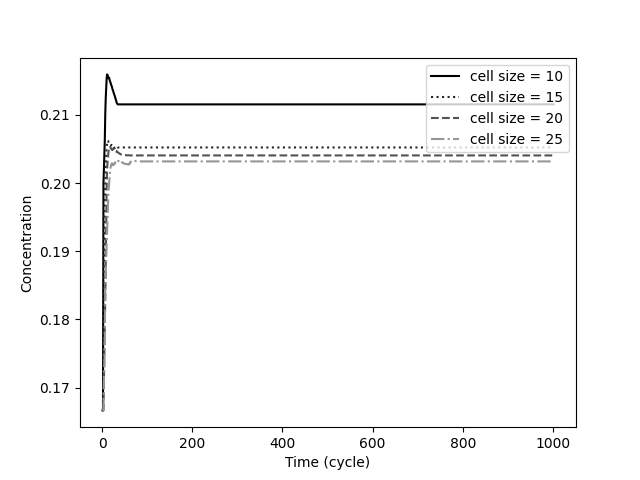 cell size = 10
cell size = 15
cell size = 20
cell size = 25
0.21
0.20
0.19
0.18
0.17
Concentration
0 200 400 600 800 1000
Time (cycle)